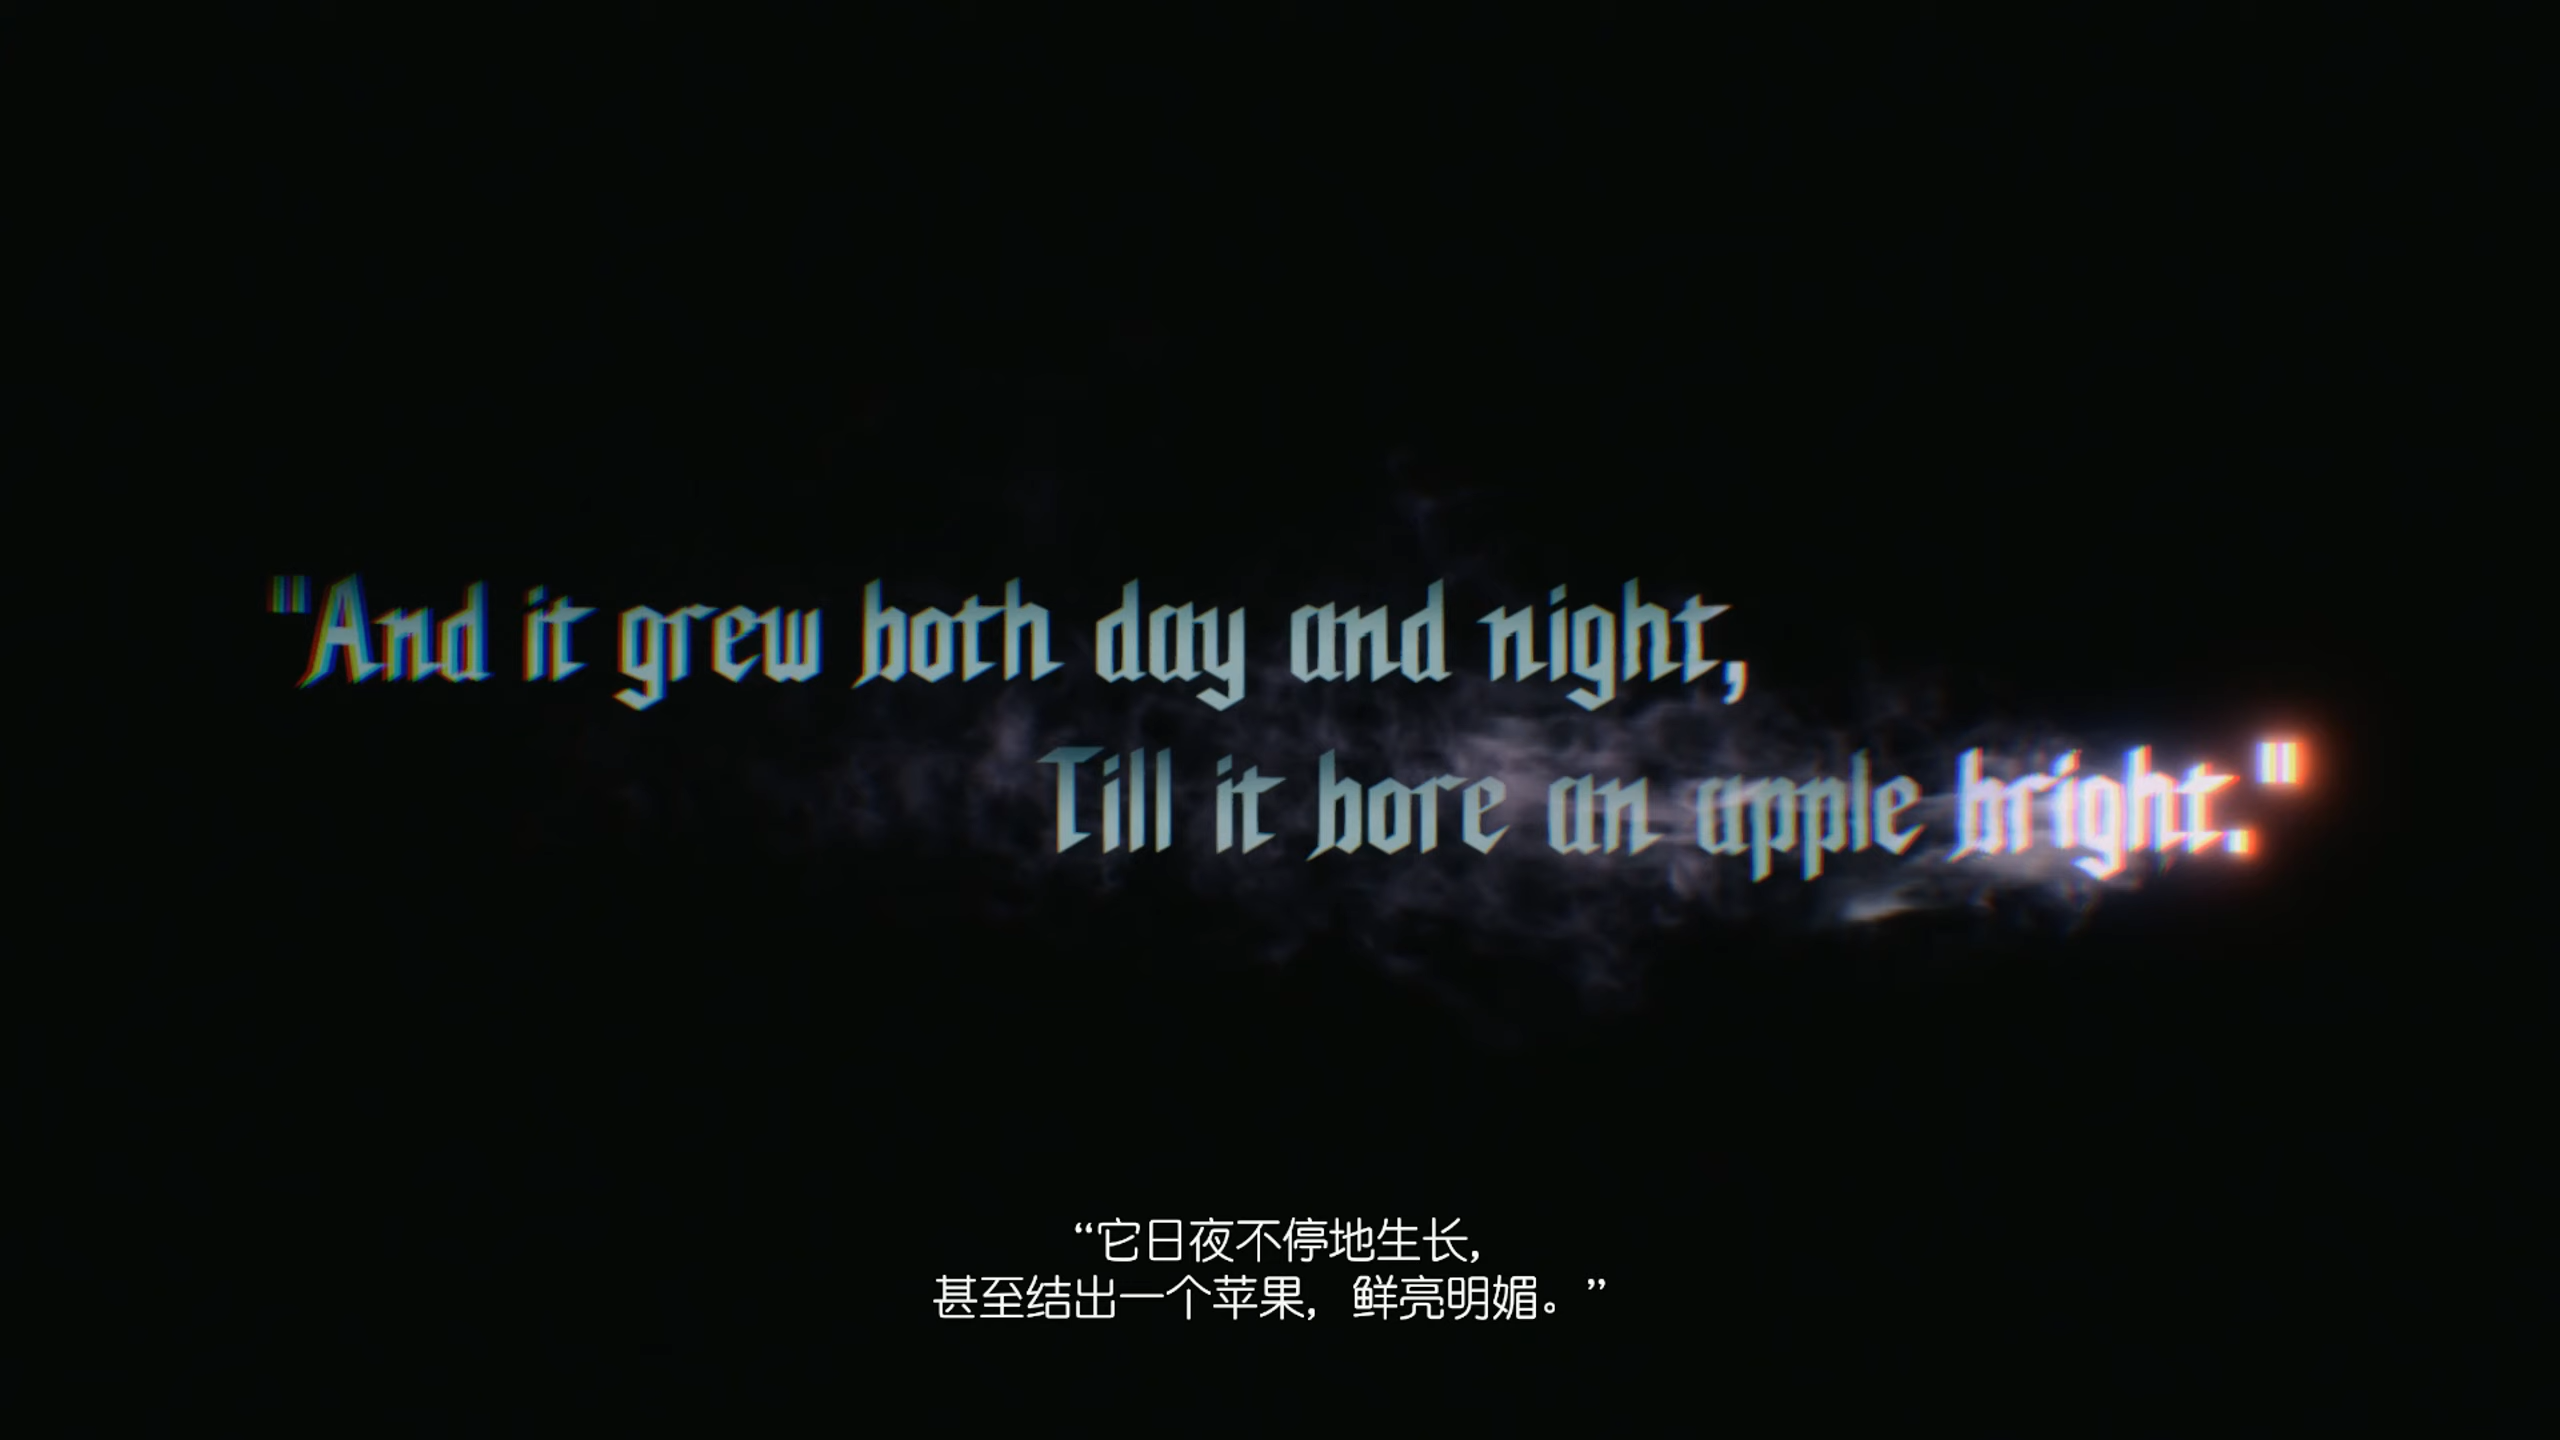 "And it grew both day and night,
Till it bore an apple bright."
“它日夜不停地生长,
甚至结出一个苹果, 鲜亮明媚。”